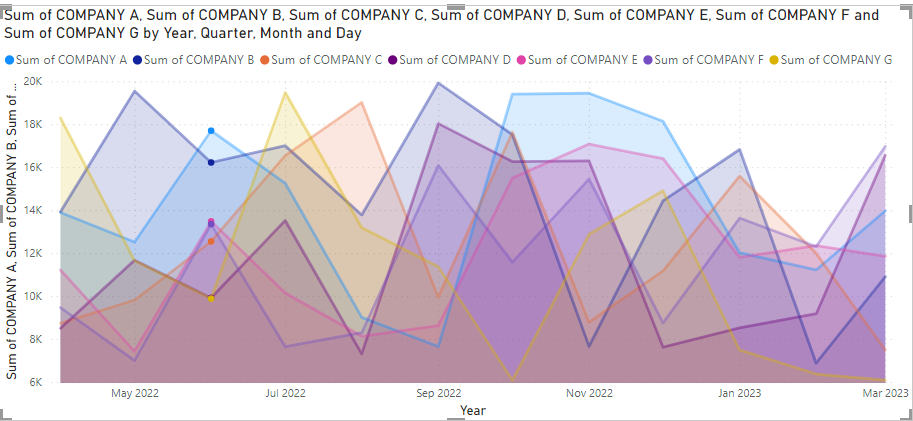 Sum of COMPANY A, Sum of COMPANY B, Sum of COMPANY C, Sum of COMPANY D, Sum of COMPANY E, Sum of COMPANY F and
Sum of COMPANY G by Year, Quarter, Month and Day
Sum of COMPANY A Sum of COMPANY B Sum of COMPANY C Sum of COMPANY D Sum of COMPANY E Sum of COMPANY F Sum of COMPANY G
Sum of COMPANY A, Sum of COMPANY B, Sum of ...
20K
18K
16K
14K
12K
10K
8K
6K
May 2022 Jul 2022 Sep 2022 Nov 2022 Jan 2023 Mar 2023
Year